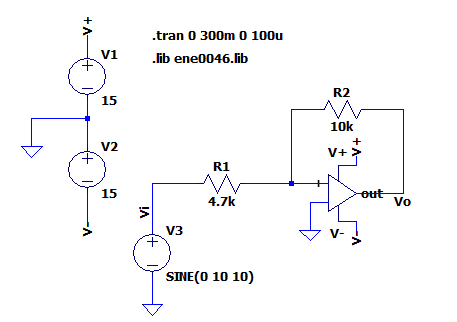 V+
.tran 0 300m 0 100u
V1
.lib ene0046.lib
15
R2
V2
10k
V+
V+
R1
15
4.7k
out
Vo
Vi
V-
V3
V-
V-
SINE(0 10 10)